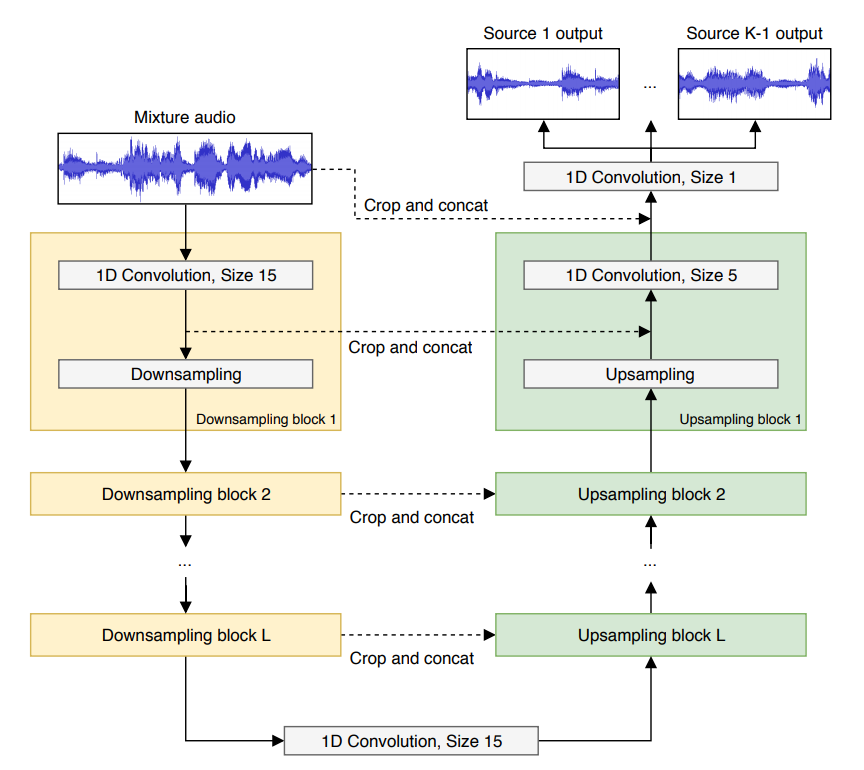 Source 1 output
Source K-1 output
...
Mixture audio
1D Convolution, Size 1
Crop and concat
1D Convolution, Size 15
1D Convolution, Size 5
Crop and concat
Downsampling
Upsampling
Downsampling block 1
Upsampling block 1
Downsampling block 2
Upsampling block 2
Crop and concat
...
...
Downsampling block L
Upsampling block L
Crop and concat
1D Convolution, Size 15